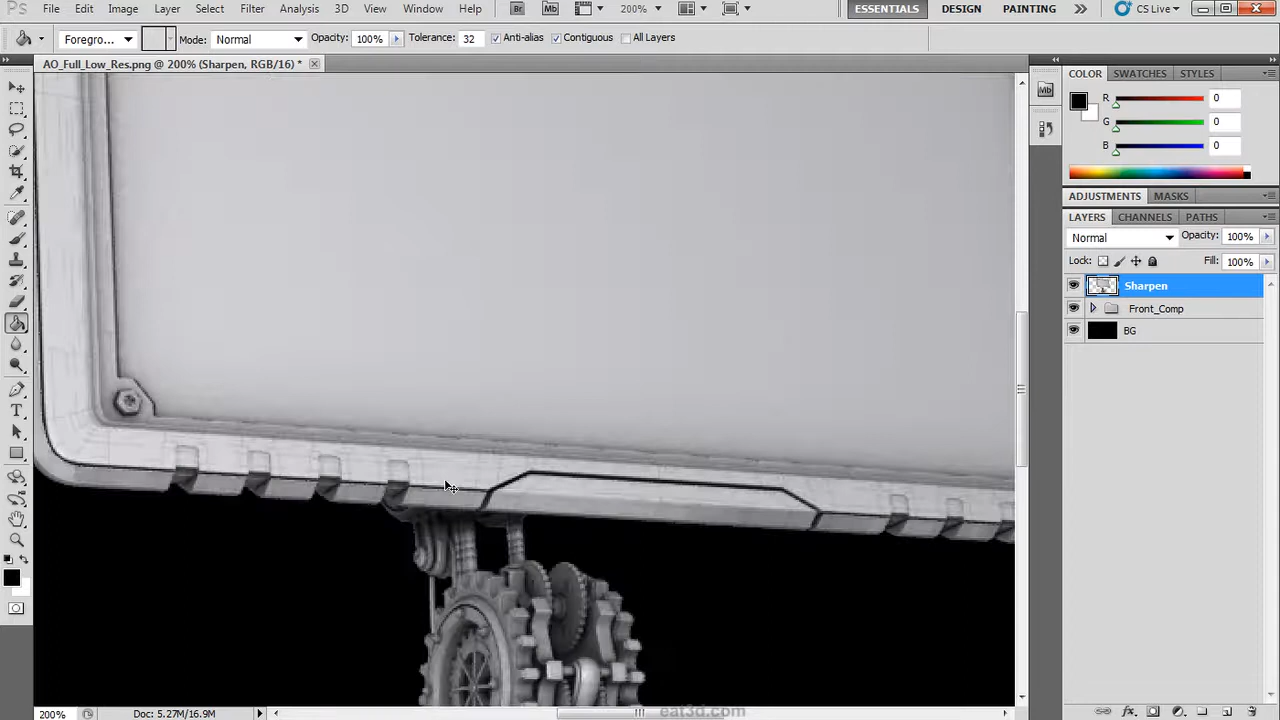 PS File Edit Image Layer Select Filter Analysis 3D View Window Help Br Mb 200% ESSENTIALS DESIGN PAINTING CS Live
Foregro... Mode: Normal Opacity: 100% Tolerance: 32 Anti-alias Contiguous All Layers
AO_Full_Low_Res.png @ 200% (Sharpen, RGB/16) *
COLOR SWATCHES STYLES
Mb
R 0
G 0
B 0
ADJUSTMENTS MASKS
LAYERS CHANNELS PATHS
Normal Opacity: 100%
Lock: Fill: 100%
Sharpen
Front_Comp
BG
T
200% Doc: 5.27M/16.9M
eat3d.com